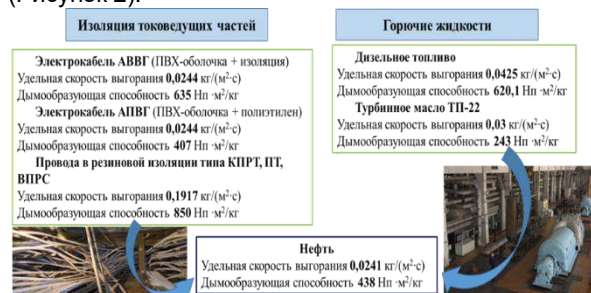 (Рисунок 2).
Изоляция токоведущих частей
Электрокабель АВВГ (ПВХ-оболочка + изоляция)
Удельная скорость выгорания 0,0244 кг/(м²·с)
Дымообразующая способность 635 Нп ·м²/кг
Электрокабель АПВГ (ПВХ-оболочка + полиэтилен)
Удельная скорость выгорания 0,0244 кг/(м²·с)
Дымообразующая способность 407 Нп ·м²/кг
Провода в резиновой изоляции типа КПРТ, ПТ,
ВПРС
Удельная скорость выгорания 0,1917 кг/(м²·с)
Дымообразующая способность 850 Нп ·м²/кг
Горючие жидкости
Дизельное топливо
Удельная скорость выгорания 0,0425 кг/(м²·с)
Дымообразующая способность 620,1 Нп ·м²/кг
Турбинное масло ТП-22
Удельная скорость выгорания 0,03 кг/(м²·с)
Дымообразующая способность 243 Нп ·м²/кг
Нефть
Удельная скорость выгорания 0,0241 кг/(м²·с)
Дымообразующая способность 438 Нп ·м²/кг